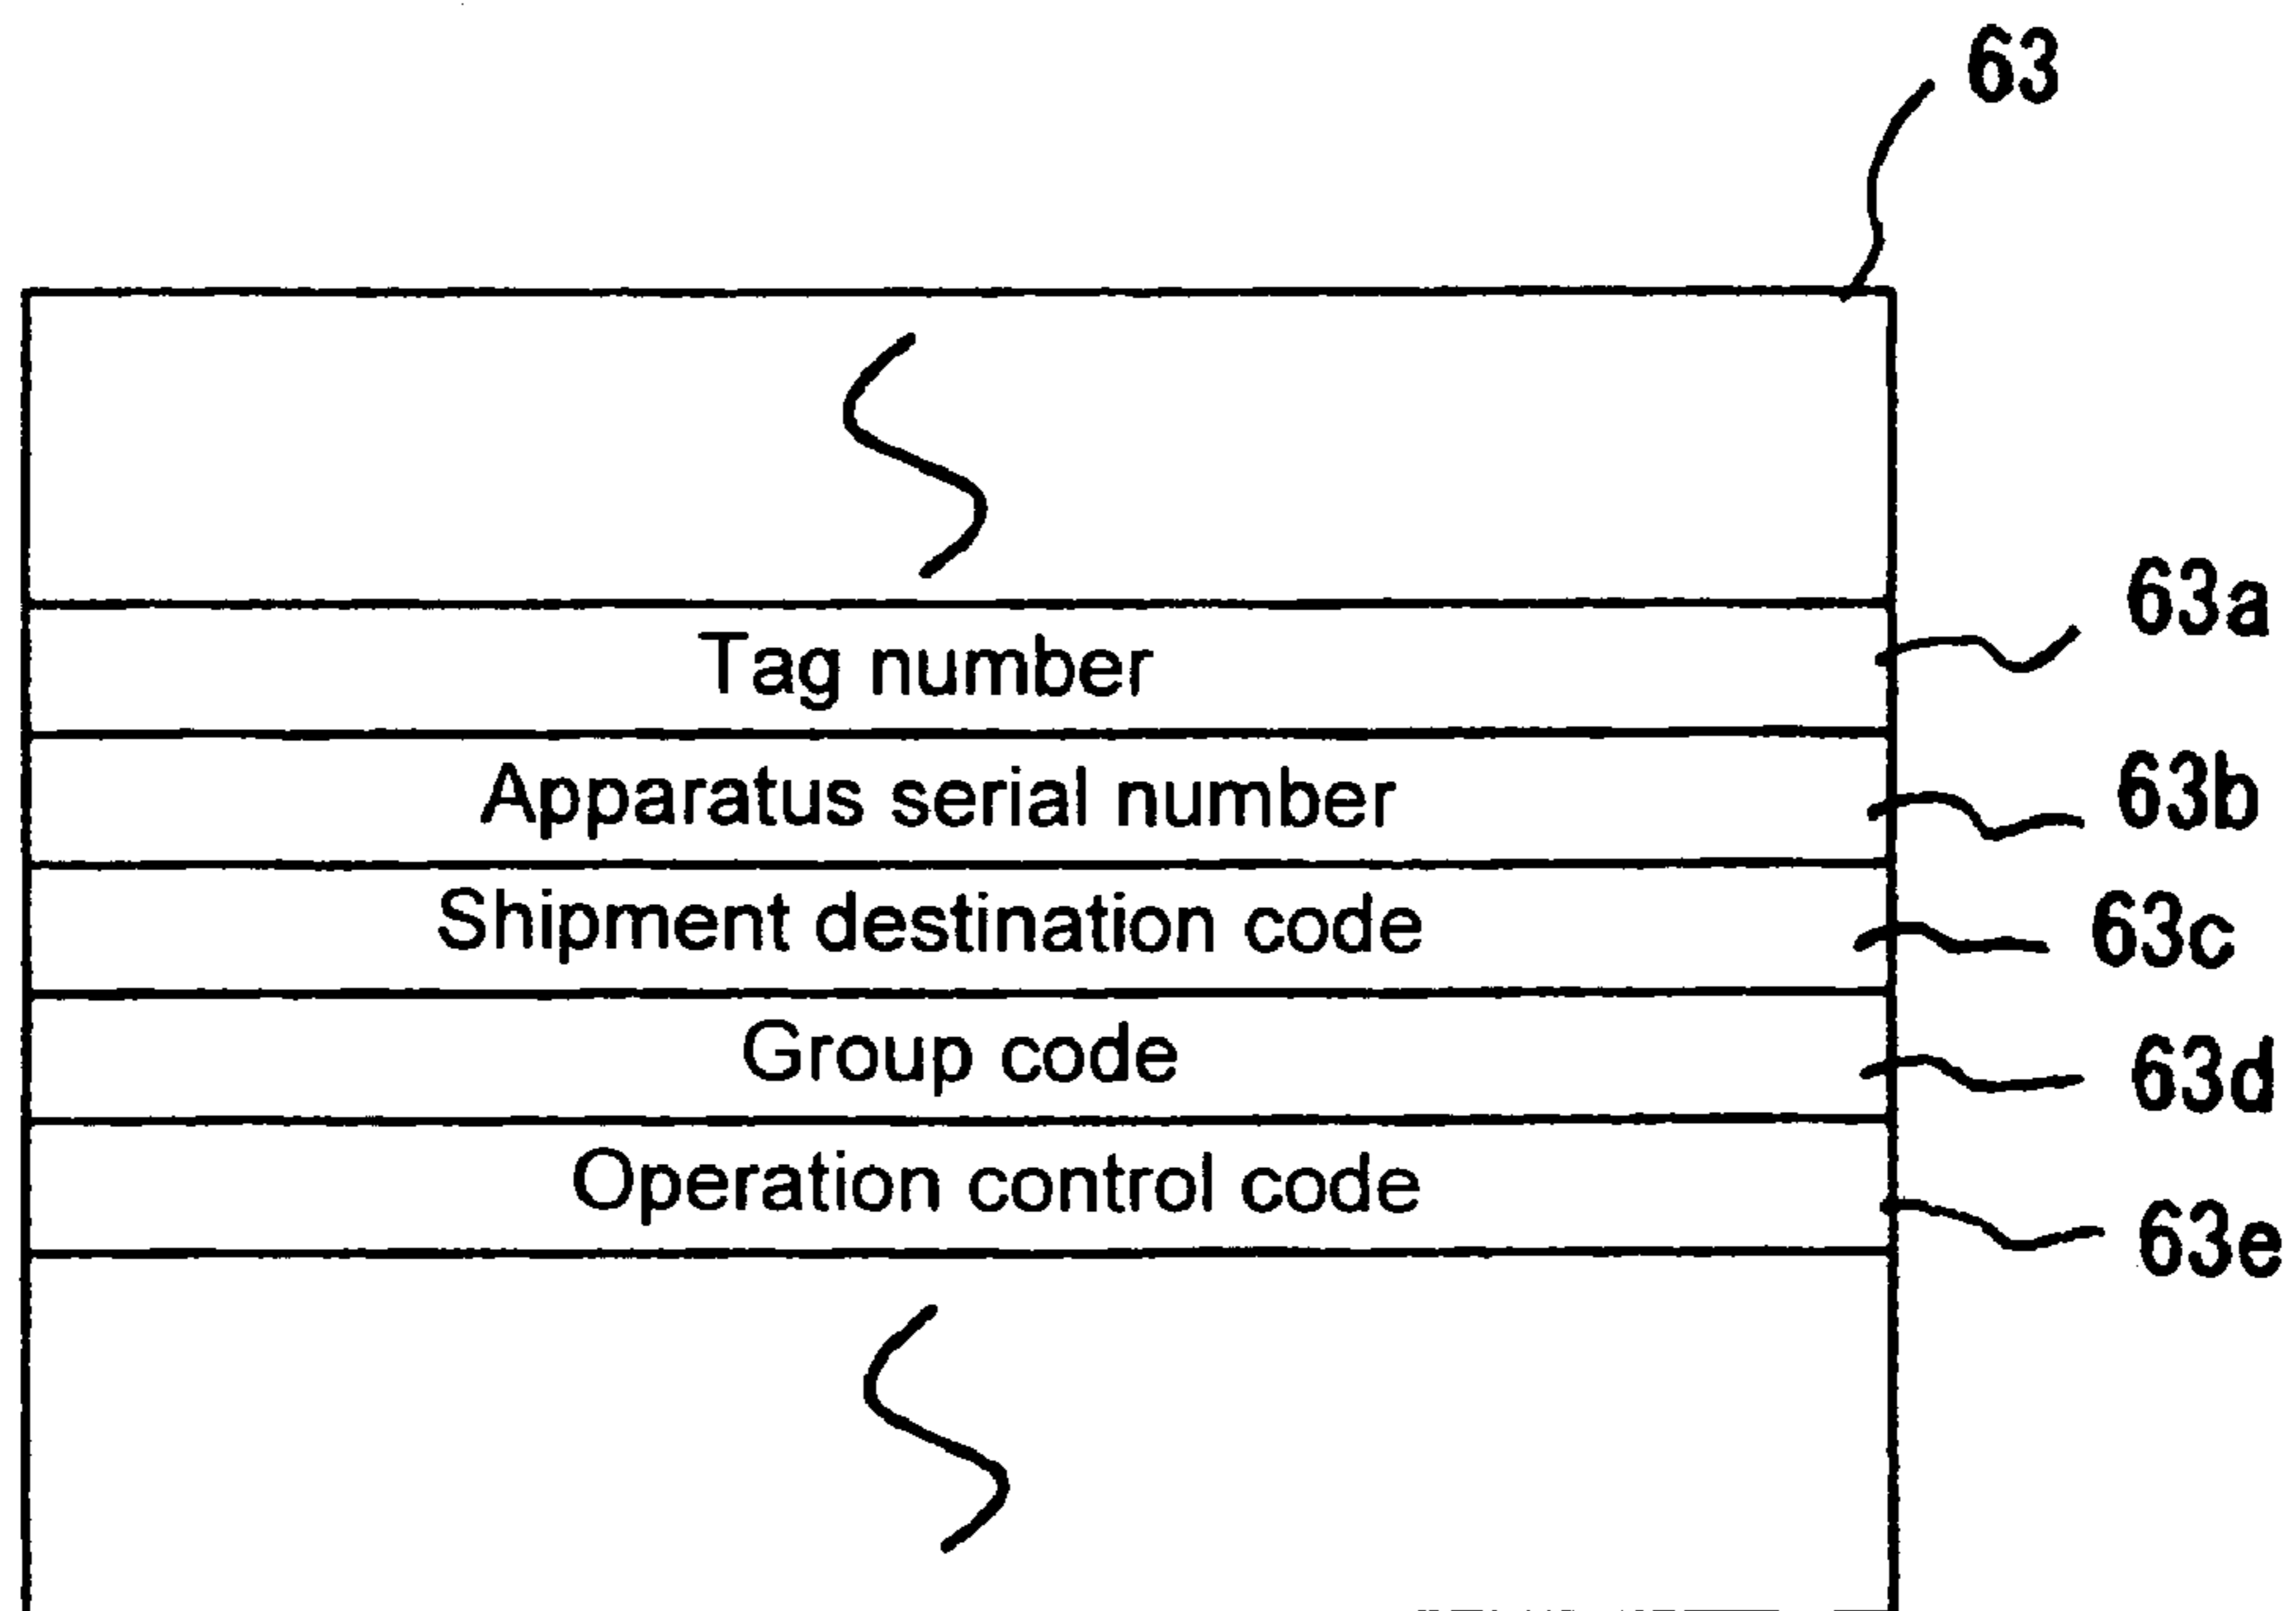 63
Tag number 63a
Apparatus serial number 63b
Shipment destination code 63c
Group code 63d
Operation control code 63e